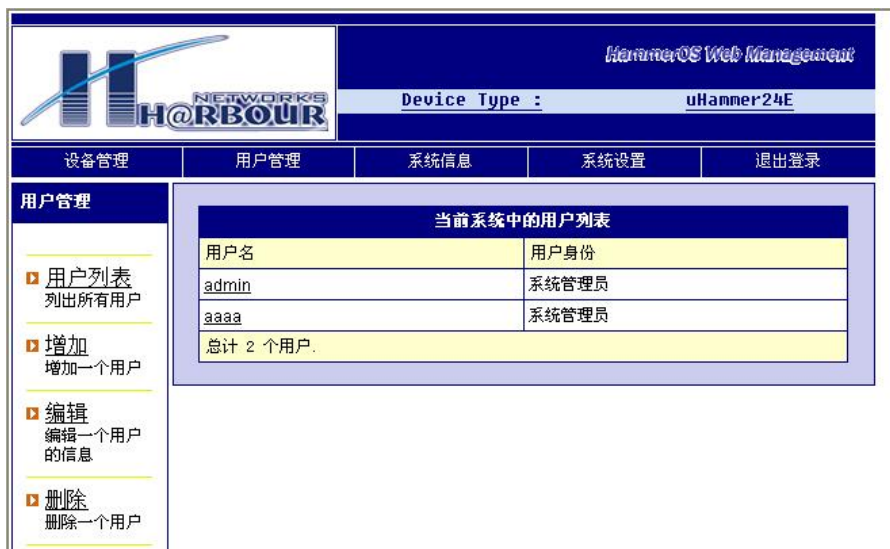 NETWORKS
H@RBOUR
HammerOS Web Management
Device Type : uHammer24E
设备管理 用户管理 系统信息 系统设置 退出登录
用户管理
用户列表
列出所有用户
增加
增加一个用户
编辑
编辑一个用户
的信息
删除
删除一个用户
当前系统中的用户列表
用户名 用户身份
admin 系统管理员
aaaa 系统管理员
总计 2 个用户.